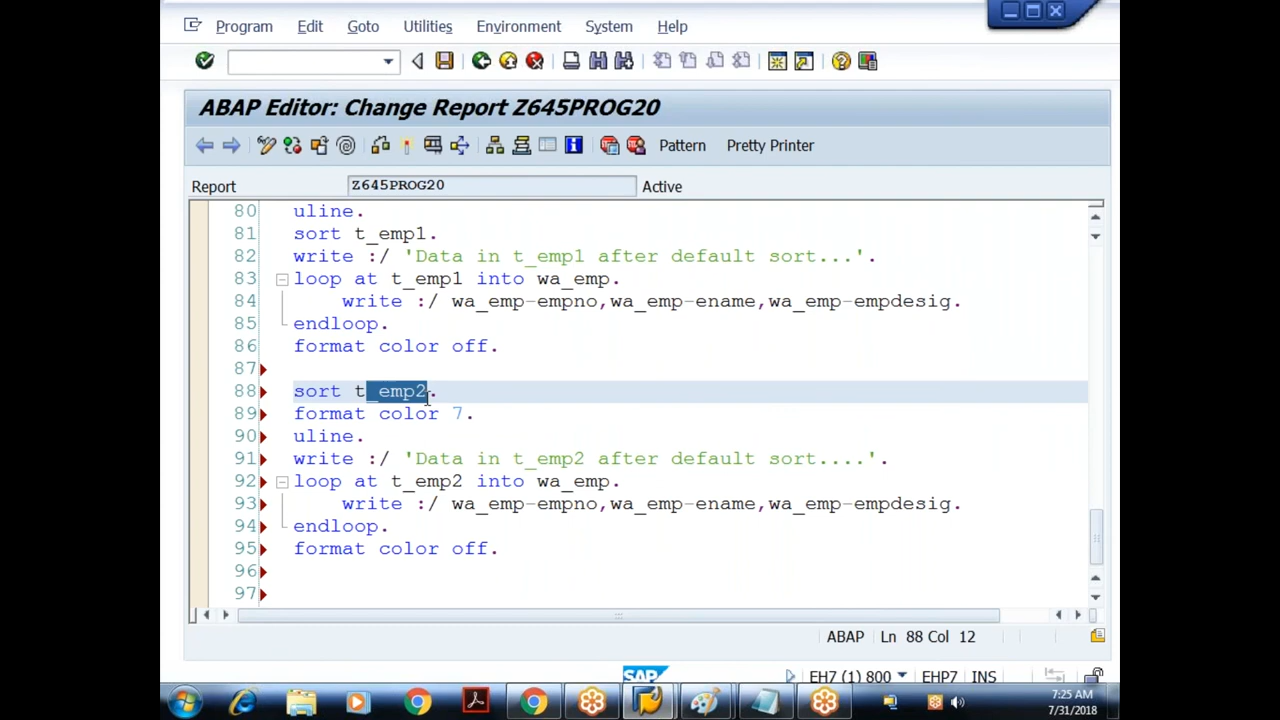 Program Edit Goto Utilities Environment System Help
ABAP Editor: Change Report Z645PROG20
Pattern Pretty Printer
Report Z645PROG20 Active
80 uline.
81 sort t_emp1.
82 write :/ 'Data in t_emp1 after default sort...'.
83 loop at t_emp1 into wa_emp.
84 write :/ wa_emp-empno,wa_emp-ename,wa_emp-empdesig.
85 endloop.
86 format color off.
87
88 sort t_emp2.
89 format color 7.
90 uline.
91 write :/ 'Data in t_emp2 after default sort....'.
92 loop at t_emp2 into wa_emp.
93 write :/ wa_emp-empno,wa_emp-ename,wa_emp-empdesig.
94 endloop.
95 format color off.
96
97
ABAP Ln 88 Col 12
SAP EH7 (1) 800 EHP7 INS
7:25 AM
7/31/2018